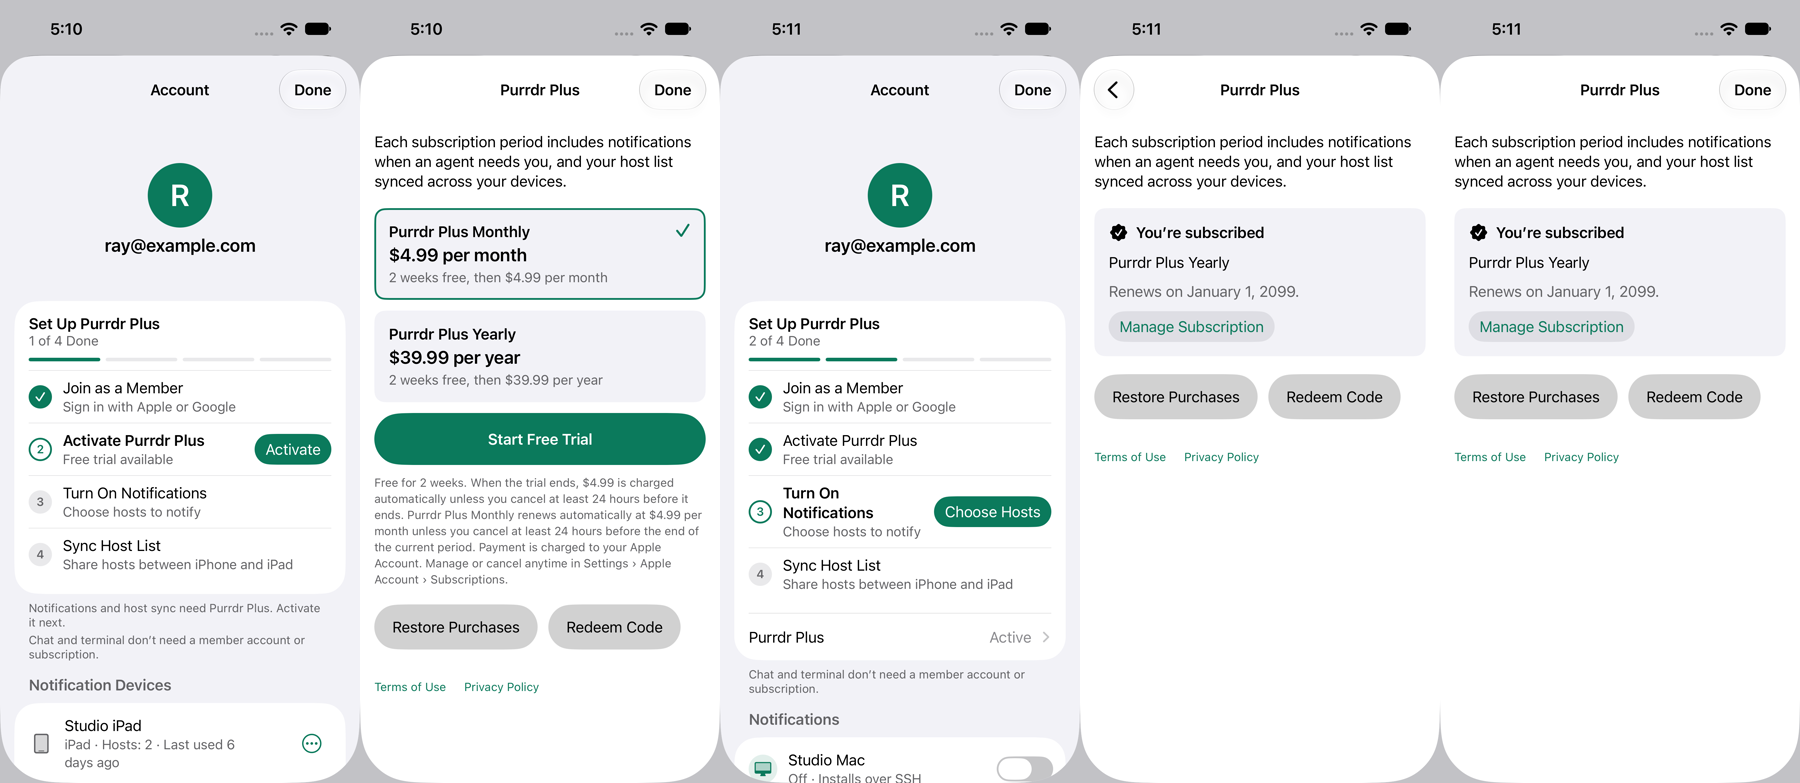 5:10
Account
Done
R
ray@example.com
Set Up Purrdr Plus
1 of 4 Done
Join as a Member
Sign in with Apple or Google
2
Activate Purrdr Plus
Free trial available
Activate
3
Turn On Notifications
Choose hosts to notify
4
Sync Host List
Share hosts between iPhone and iPad
Notifications and host sync need Purrdr Plus. Activate
it next.
Chat and terminal don't need a member account or
subscription.
Notification Devices
Studio iPad
iPad · Hosts: 2 · Last used 6
days ago
5:10
Purrdr Plus
Done
Each subscription period includes notifications
when an agent needs you, and your host list
synced across your devices.
Purrdr Plus Monthly
$4.99 per month
2 weeks free, then $4.99 per month
Purrdr Plus Yearly
$39.99 per year
2 weeks free, then $39.99 per year
Start Free Trial
Free for 2 weeks. When the trial ends, $4.99 is charged
automatically unless you cancel at least 24 hours before it
ends. Purrdr Plus Monthly renews automatically at $4.99 per
month unless you cancel at least 24 hours before the end of
the current period. Payment is charged to your Apple
Account. Manage or cancel anytime in Settings › Apple
Account › Subscriptions.
Restore Purchases
Redeem Code
Terms of Use
Privacy Policy
5:11
Account
Done
R
ray@example.com
Set Up Purrdr Plus
2 of 4 Done
Join as a Member
Sign in with Apple or Google
Activate Purrdr Plus
Free trial available
3
Turn On
Notifications
Choose hosts to notify
Choose Hosts
4
Sync Host List
Share hosts between iPhone and iPad
Purrdr Plus
Active
Chat and terminal don't need a member account or
subscription.
Notifications
Studio Mac
Off · Installs over SSH
5:11
Purrdr Plus
Each subscription period includes notifications
when an agent needs you, and your host list
synced across your devices.
You're subscribed
Purrdr Plus Yearly
Renews on January 1, 2099.
Manage Subscription
Restore Purchases
Redeem Code
Terms of Use
Privacy Policy
5:11
Purrdr Plus
Done
Each subscription period includes notifications
when an agent needs you, and your host list
synced across your devices.
You're subscribed
Purrdr Plus Yearly
Renews on January 1, 2099.
Manage Subscription
Restore Purchases
Redeem Code
Terms of Use
Privacy Policy